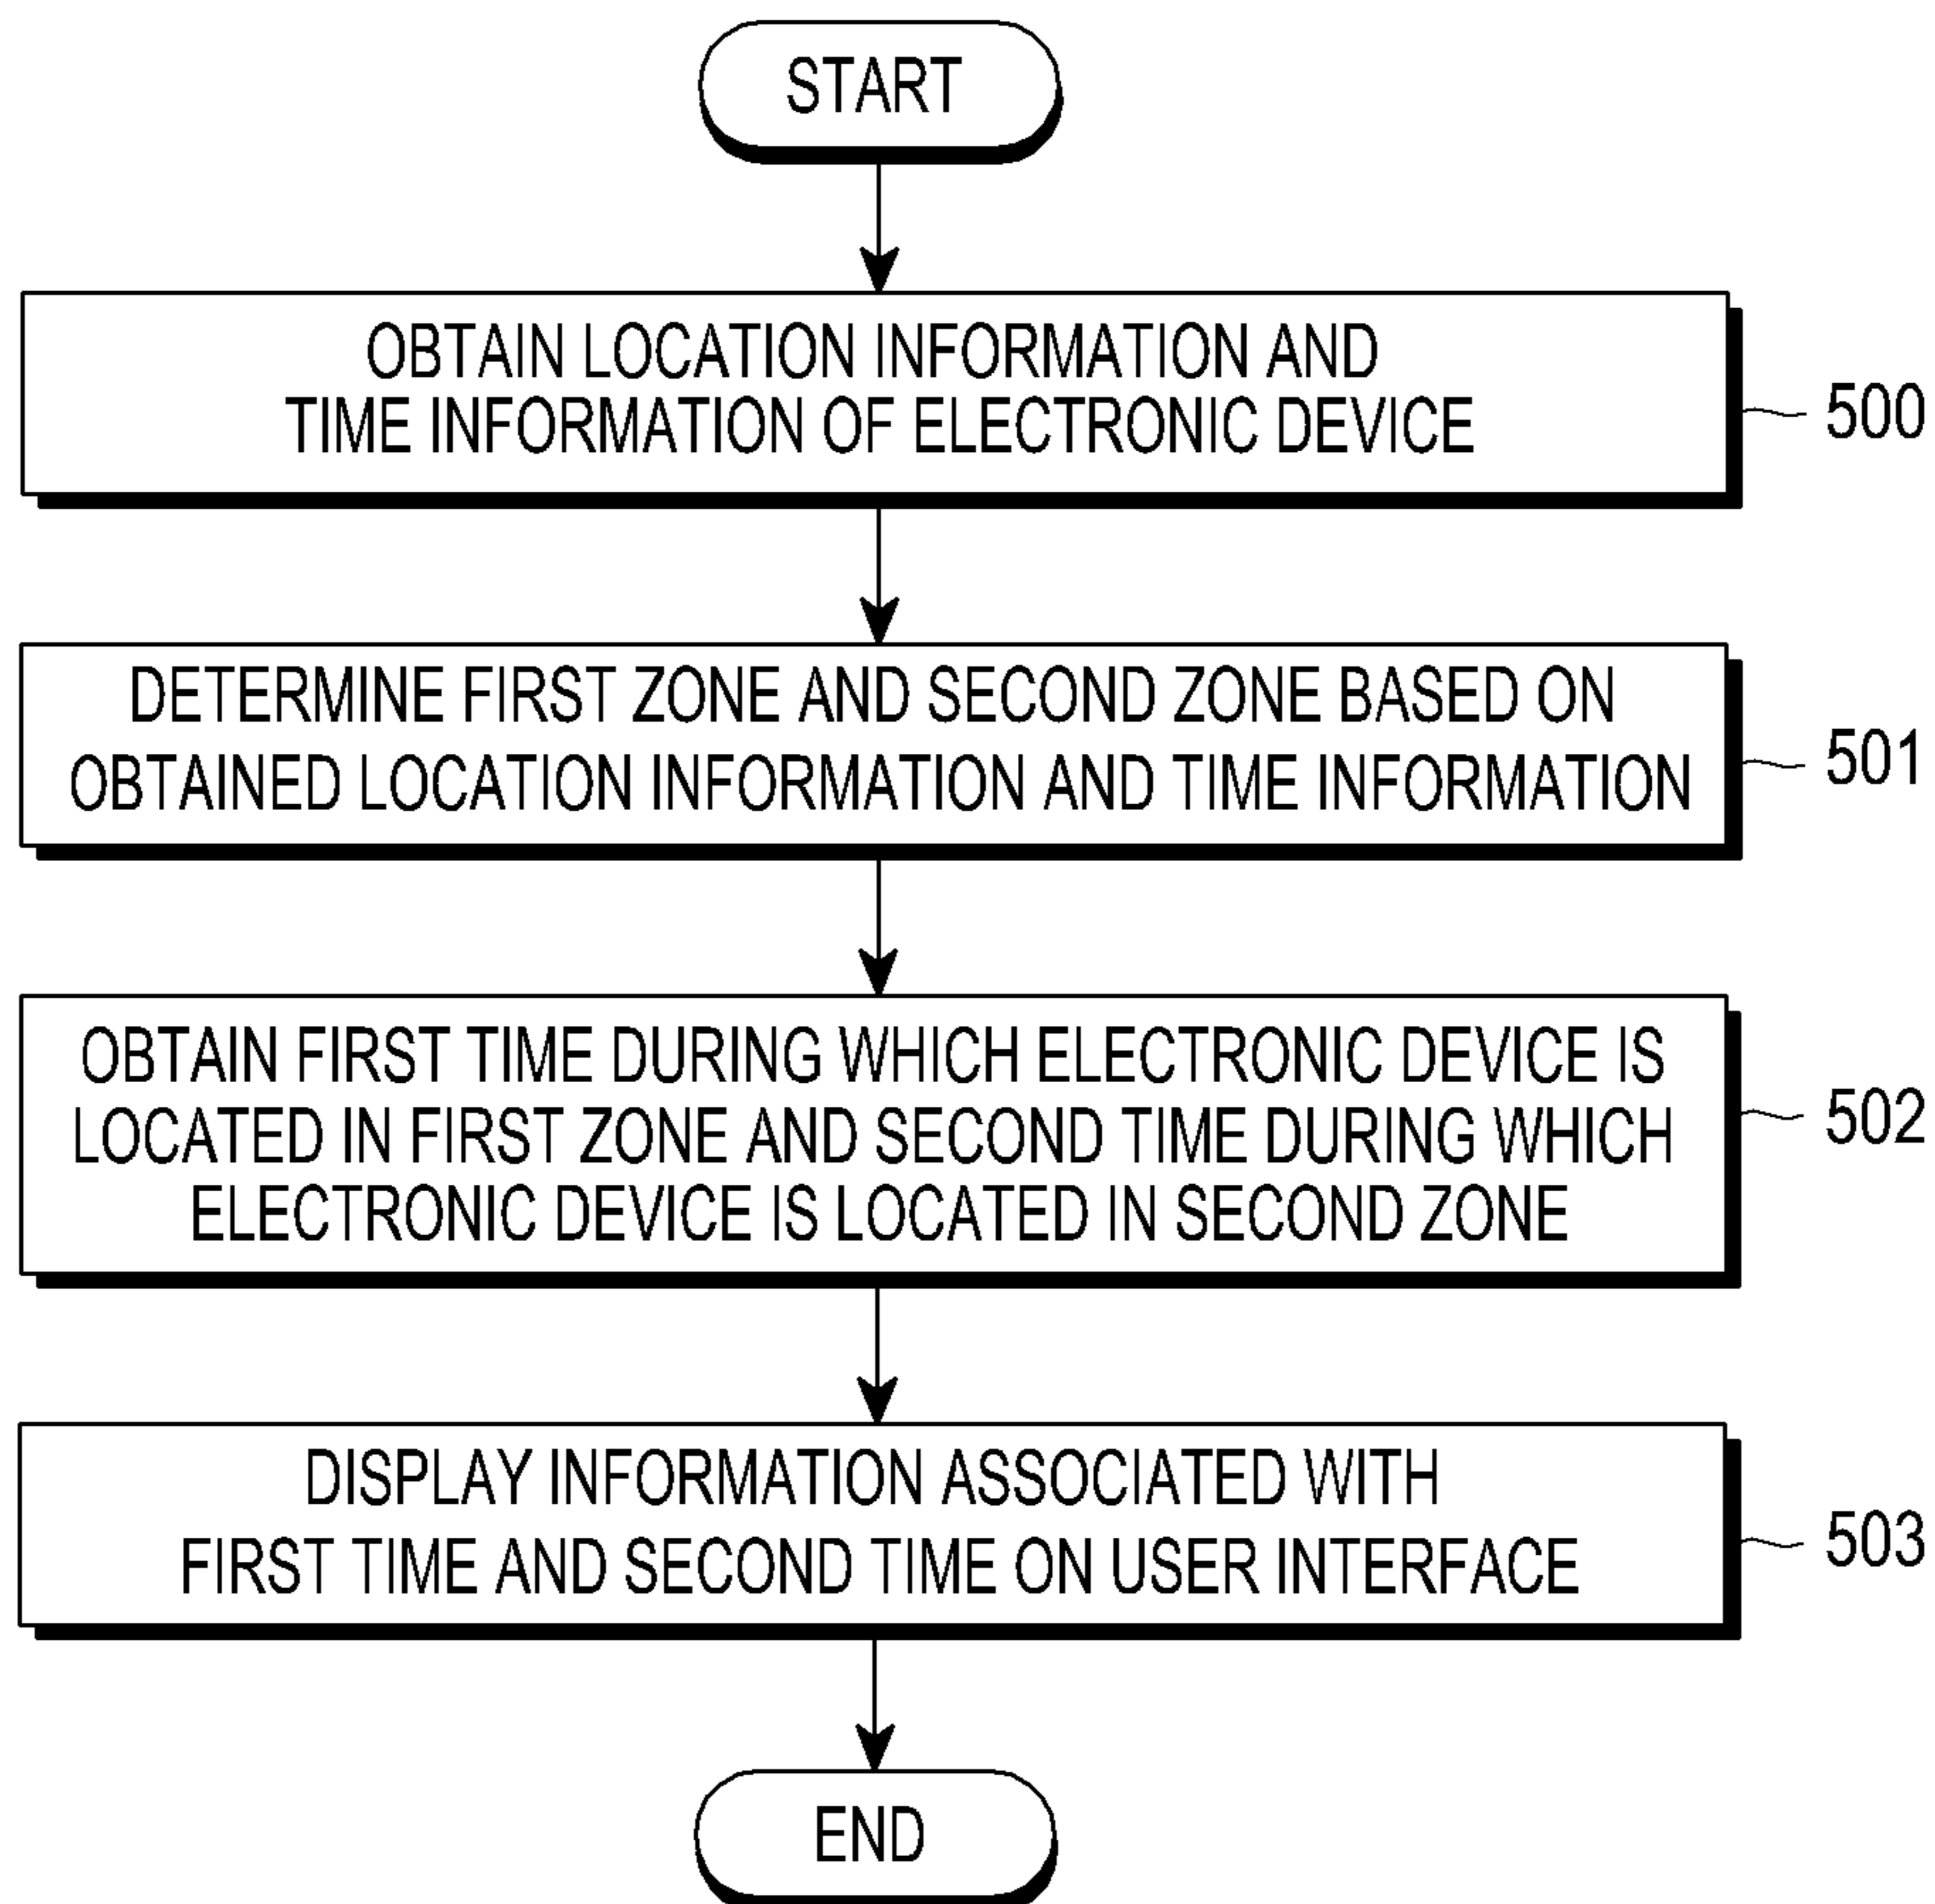 START
OBTAIN LOCATION INFORMATION AND
TIME INFORMATION OF ELECTRONIC DEVICE
500
DETERMINE FIRST ZONE AND SECOND ZONE BASED ON
OBTAINED LOCATION INFORMATION AND TIME INFORMATION
501
OBTAIN FIRST TIME DURING WHICH ELECTRONIC DEVICE IS
LOCATED IN FIRST ZONE AND SECOND TIME DURING WHICH
ELECTRONIC DEVICE IS LOCATED IN SECOND ZONE
502
DISPLAY INFORMATION ASSOCIATED WITH
FIRST TIME AND SECOND TIME ON USER INTERFACE
503
END